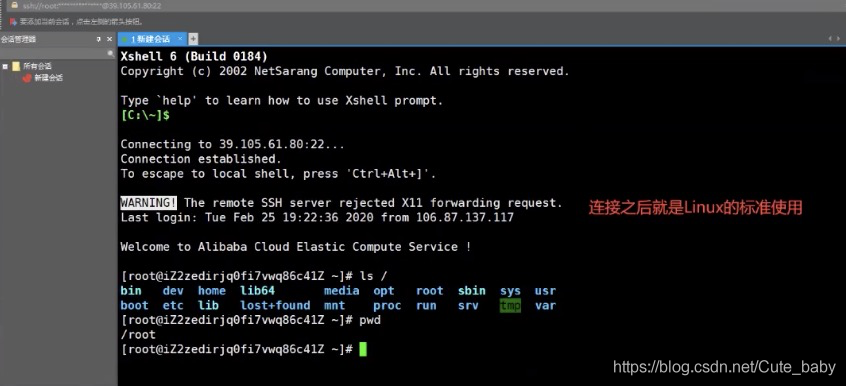 ssh://root:**************@39.105.61.80:22
要添加当前会话，点击左侧的箭头按钮。
会话管理器
1 新建会话
所有会话
新建会话
Xshell 6 (Build 0184)
Copyright (c) 2002 NetSarang Computer, Inc. All rights reserved.
Type `help' to learn how to use Xshell prompt.
[C:\~]$
Connecting to 39.105.61.80:22...
Connection established.
To escape to local shell, press 'Ctrl+Alt+]'.
WARNING! The remote SSH server rejected X11 forwarding request.
Last login: Tue Feb 25 19:22:36 2020 from 106.87.137.117
连接之后就是Linux的标准使用
Welcome to Alibaba Cloud Elastic Compute Service !
[root@iZ2zedirjq0fi7vwq86c41Z ~]# ls /
bin dev home lib64 media opt root sbin sys usr
boot etc lib lost+found mnt proc run srv tmp var
[root@iZ2zedirjq0fi7vwq86c41Z ~]# pwd
/root
[root@iZ2zedirjq0fi7vwq86c41Z ~]#
https://blog.csdn.net/Cute_baby